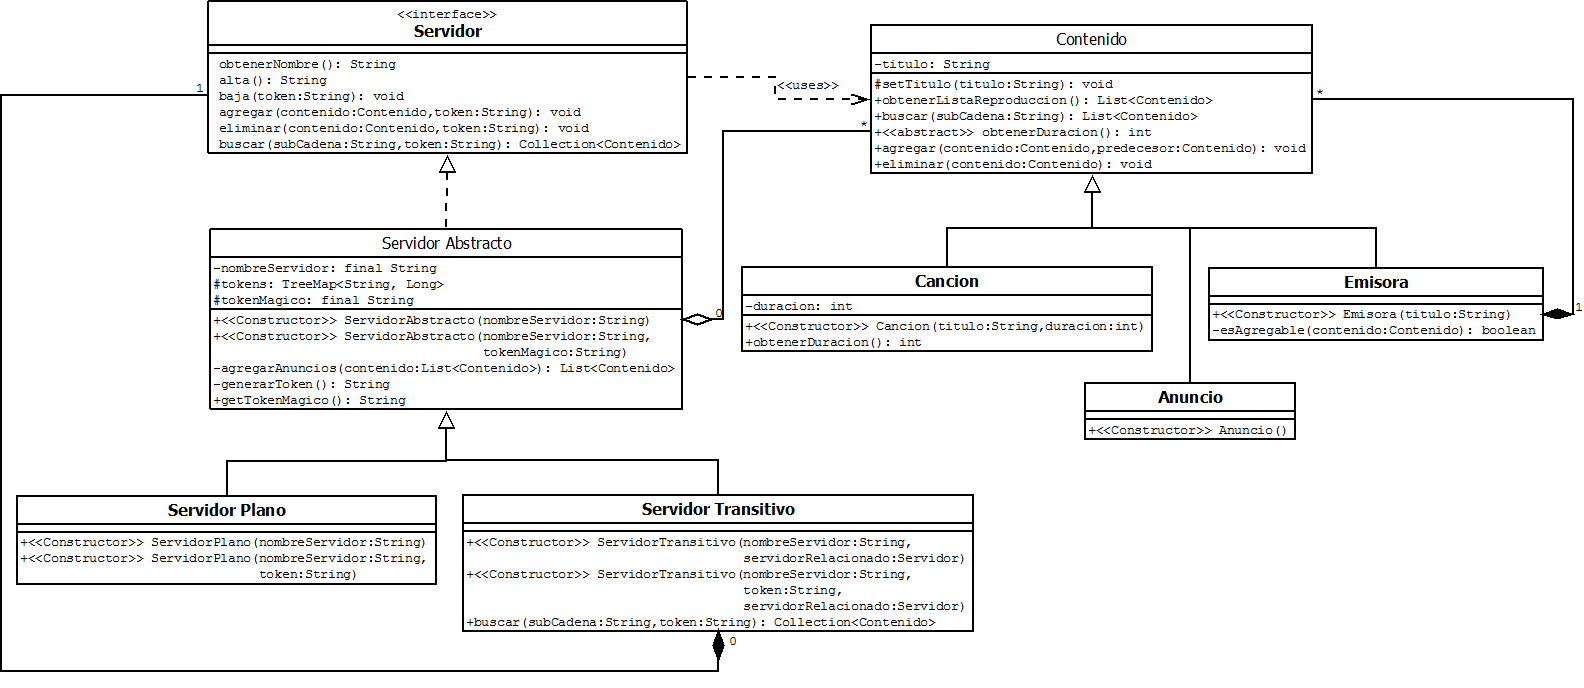 <<interface>>
Servidor
obtenerNombre(): String
alta(): String
baja(token:String): void
agregar(contenido:Contenido,token:String): void
eliminar(contenido:Contenido,token:String): void
buscar(subCadena:String,token:String): Collection<Contenido>
1
<<uses>>
Contenido
-titulo: String
#setTitulo(titulo:String): void
+obtenerListaReproduccion(): List<Contenido>
+buscar(subCadena:String): List<Contenido>
+<<abstract>> obtenerDuracion(): int
+agregar(contenido:Contenido,predecesor:Contenido): void
+eliminar(contenido:Contenido): void
*
*
Servidor Abstracto
-nombreServidor: final String
#tokens: TreeMap<String, Long>
#tokenMagico: final String
+<<Constructor>> ServidorAbstracto(nombreServidor:String)
+<<Constructor>> ServidorAbstracto(nombreServidor:String,
tokenMagico:String)
-agregarAnuncios(contenido:List<Contenido>): List<Contenido>
-generarToken(): String
+getTokenMagico(): String
0
Cancion
-duracion: int
+<<Constructor>> Cancion(titulo:String,duracion:int)
+obtenerDuracion(): int
Emisora
+<<Constructor>> Emisora(titulo:String)
-esAgregable(contenido:Contenido): boolean
1
Anuncio
+<<Constructor>> Anuncio()
Servidor Plano
+<<Constructor>> ServidorPlano(nombreServidor:String)
+<<Constructor>> ServidorPlano(nombreServidor:String,
token:String)
Servidor Transitivo
+<<Constructor>> ServidorTransitivo(nombreServidor:String,
servidorRelacionado:Servidor)
+<<Constructor>> ServidorTransitivo(nombreServidor:String,
token:String,
servidorRelacionado:Servidor)
+buscar(subCadena:String,token:String): Collection<Contenido>
0